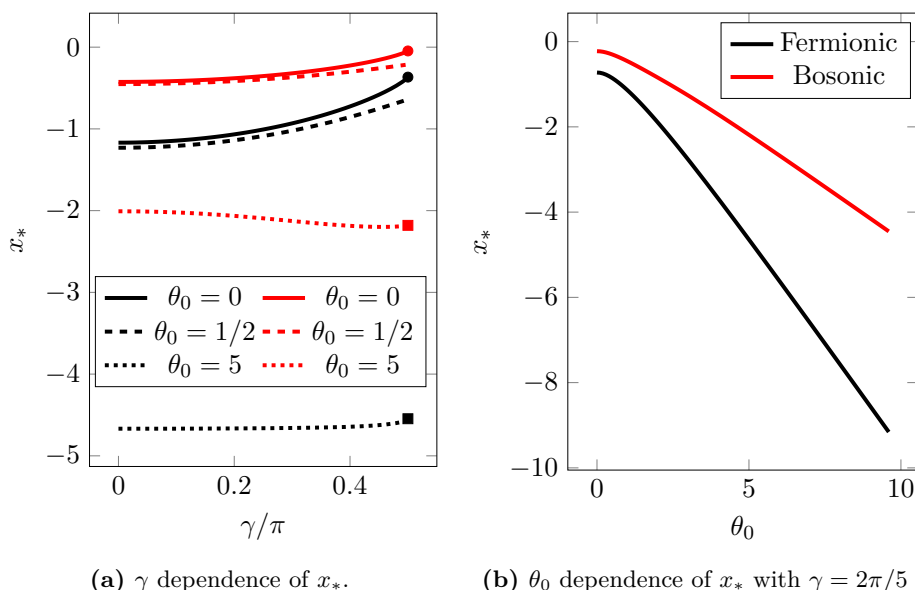 0
−1
−2
−3
−4
−5
x∗
θ₀ = 0 θ₀ = 0
θ₀ = 1/2 θ₀ = 1/2
θ₀ = 5 θ₀ = 5
0 0.2 0.4
γ/π
(a) γ dependence of x∗.
Fermionic
Bosonic
0
−2
−4
−6
−8
−10
x∗
0 5 10
θ₀
(b) θ₀ dependence of x∗ with γ = 2π/5